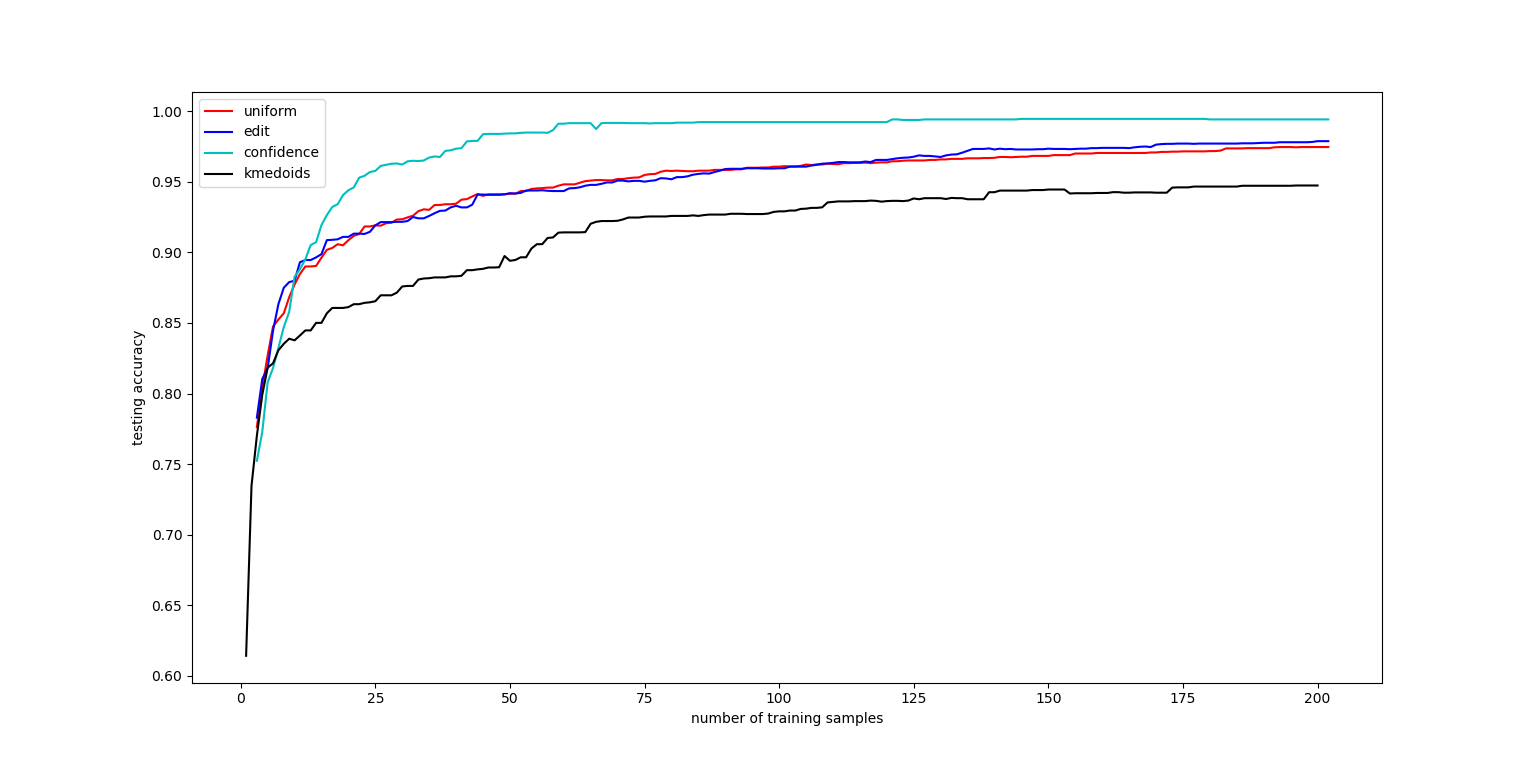 uniform
edit
confidence
kmedoids
1.00
0.95
0.90
0.85
0.80
0.75
0.70
0.65
0.60
testing accuracy
0 25 50 75 100 125 150 175 200
number of training samples